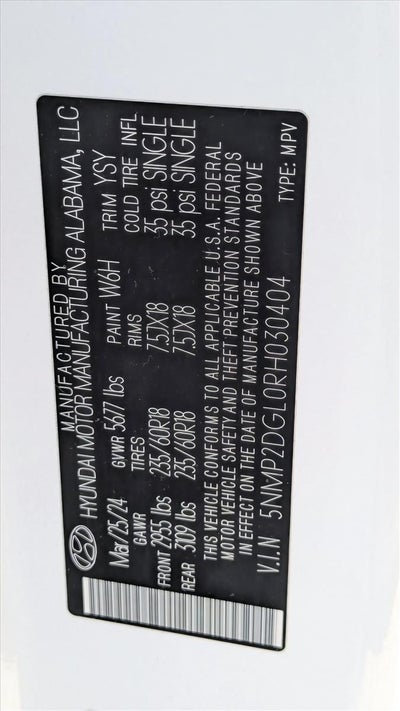 MANUFACTURED BY
HYUNDAI MOTOR MANUFACTURING ALABAMA, LLC
Mar/25/24 GVWR 5677 lbs PAINT W6H TRIM YSY
GAWR TIRES RIMS COLD TIRE INFL
FRONT 2955 lbs 235/60R18 7.5JX18 35 psi SINGLE
REAR 3109 lbs 235/60R18 7.5JX18 35 psi SINGLE
THIS VEHICLE CONFORMS TO ALL APPLICABLE U.S.A. FEDERAL
MOTOR VEHICLE SAFETY AND THEFT PREVENTION STANDARDS
IN EFFECT ON THE DATE OF MANUFACTURE SHOWN ABOVE
V.I.N 5NMP2DGL0RH030404
TYPE: MPV